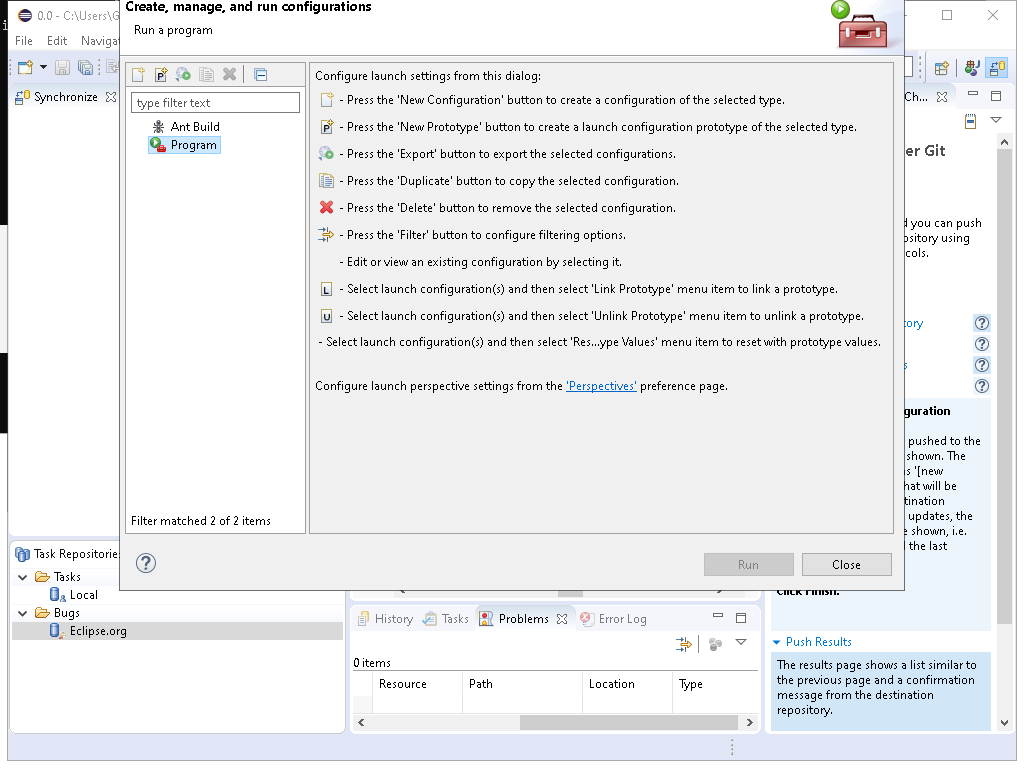 Create, manage, and run configurations
Run a program
0.0 - C:\Users\G
File Edit Navigat
Synchronize
type filter text
Ant Build
Program
Filter matched 2 of 2 items
Configure launch settings from this dialog:
- Press the 'New Configuration' button to create a configuration of the selected type.
P - Press the 'New Prototype' button to create a launch configuration prototype of the selected type.
- Press the 'Export' button to export the selected configurations.
- Press the 'Duplicate' button to copy the selected configuration.
- Press the 'Delete' button to remove the selected configuration.
- Press the 'Filter' button to configure filtering options.
- Edit or view an existing configuration by selecting it.
L - Select launch configuration(s) and then select 'Link Prototype' menu item to link a prototype.
U - Select launch configuration(s) and then select 'Unlink Prototype' menu item to unlink a prototype.
- Select launch configuration(s) and then select 'Res...ype Values' menu item to reset with prototype values.
Configure launch perspective settings from the 'Perspectives' preference page.
Run
Close
Ch...
er Git
d you can push
ository using
cols.
ory
s
guration
pushed to the
shown. The
s '[new
hat will be
tination
updates, the
e shown, i.e.
the last
Click Finish.
Push Results
The results page shows a list similar to
the previous page and a confirmation
message from the destination
repository.
Task Repositories
Tasks
Local
Bugs
Eclipse.org
History Tasks Problems Error Log
0 items
Resource Path Location Type